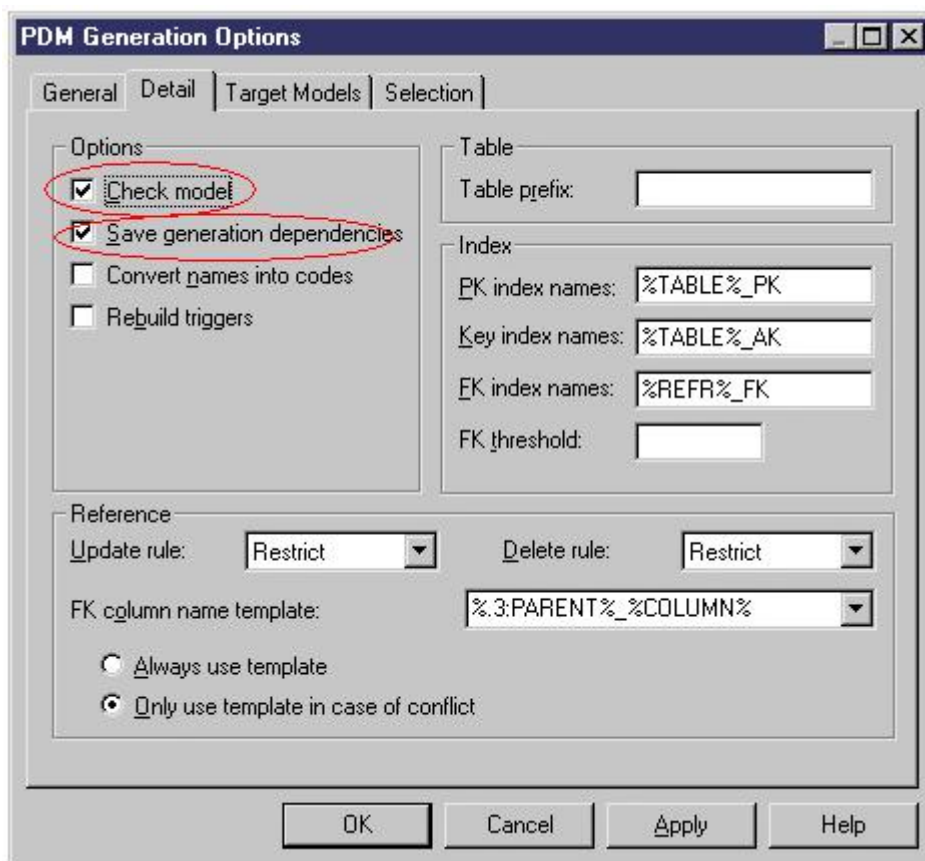 PDM Generation Options
General Detail Target Models Selection
Options
Check model
Save generation dependencies
Convert names into codes
Rebuild triggers
Table
Table prefix:
Index
PK index names: %TABLE%_PK
Key index names: %TABLE%_AK
FK index names: %REFR%_FK
FK threshold:
Reference
Update rule: Restrict Delete rule: Restrict
FK column name template: %.3:PARENT%_%COLUMN%
Always use template
Only use template in case of conflict
OK Cancel Apply Help